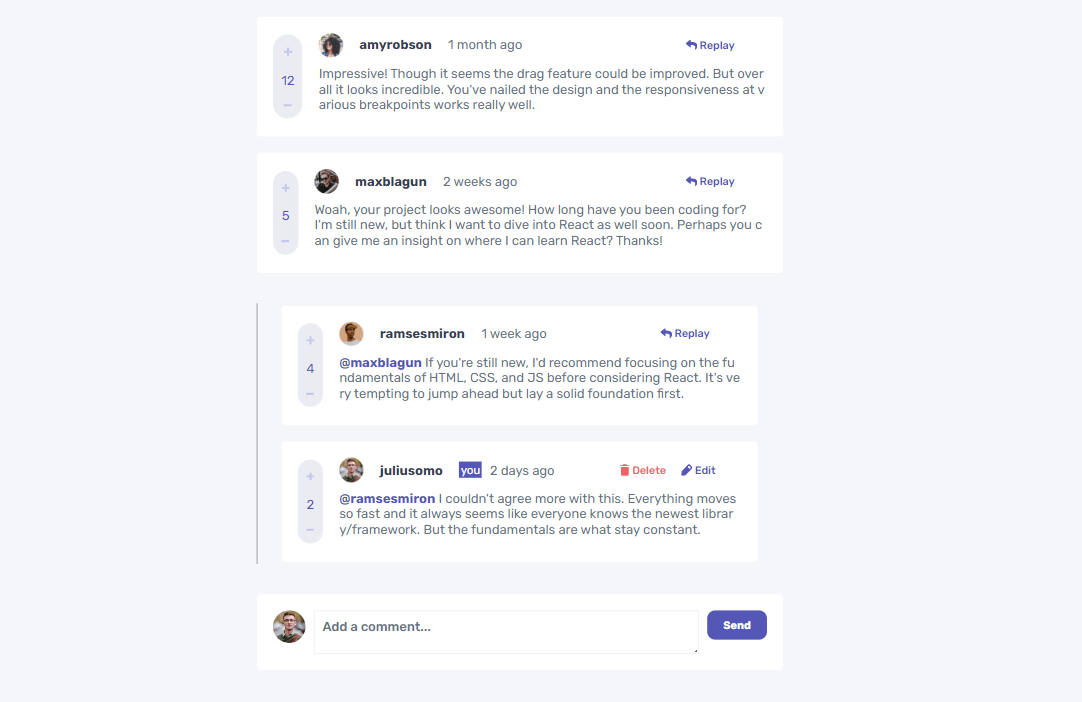 +
12
−
amyrobson 1 month ago Replay
Impressive! Though it seems the drag feature could be improved. But over
all it looks incredible. You've nailed the design and the responsiveness at v
arious breakpoints works really well.
+
5
−
maxblagun 2 weeks ago Replay
Woah, your project looks awesome! How long have you been coding for?
I'm still new, but think I want to dive into React as well soon. Perhaps you c
an give me an insight on where I can learn React? Thanks!
+
4
−
ramsesmiron 1 week ago Replay
@maxblagun If you're still new, I'd recommend focusing on the fu
ndamentals of HTML, CSS, and JS before considering React. It's ve
ry tempting to jump ahead but lay a solid foundation first.
+
2
−
juliusomo you 2 days ago Delete Edit
@ramsesmiron I couldn't agree more with this. Everything moves
so fast and it always seems like everyone knows the newest librar
y/framework. But the fundamentals are what stay constant.
Add a comment... Send